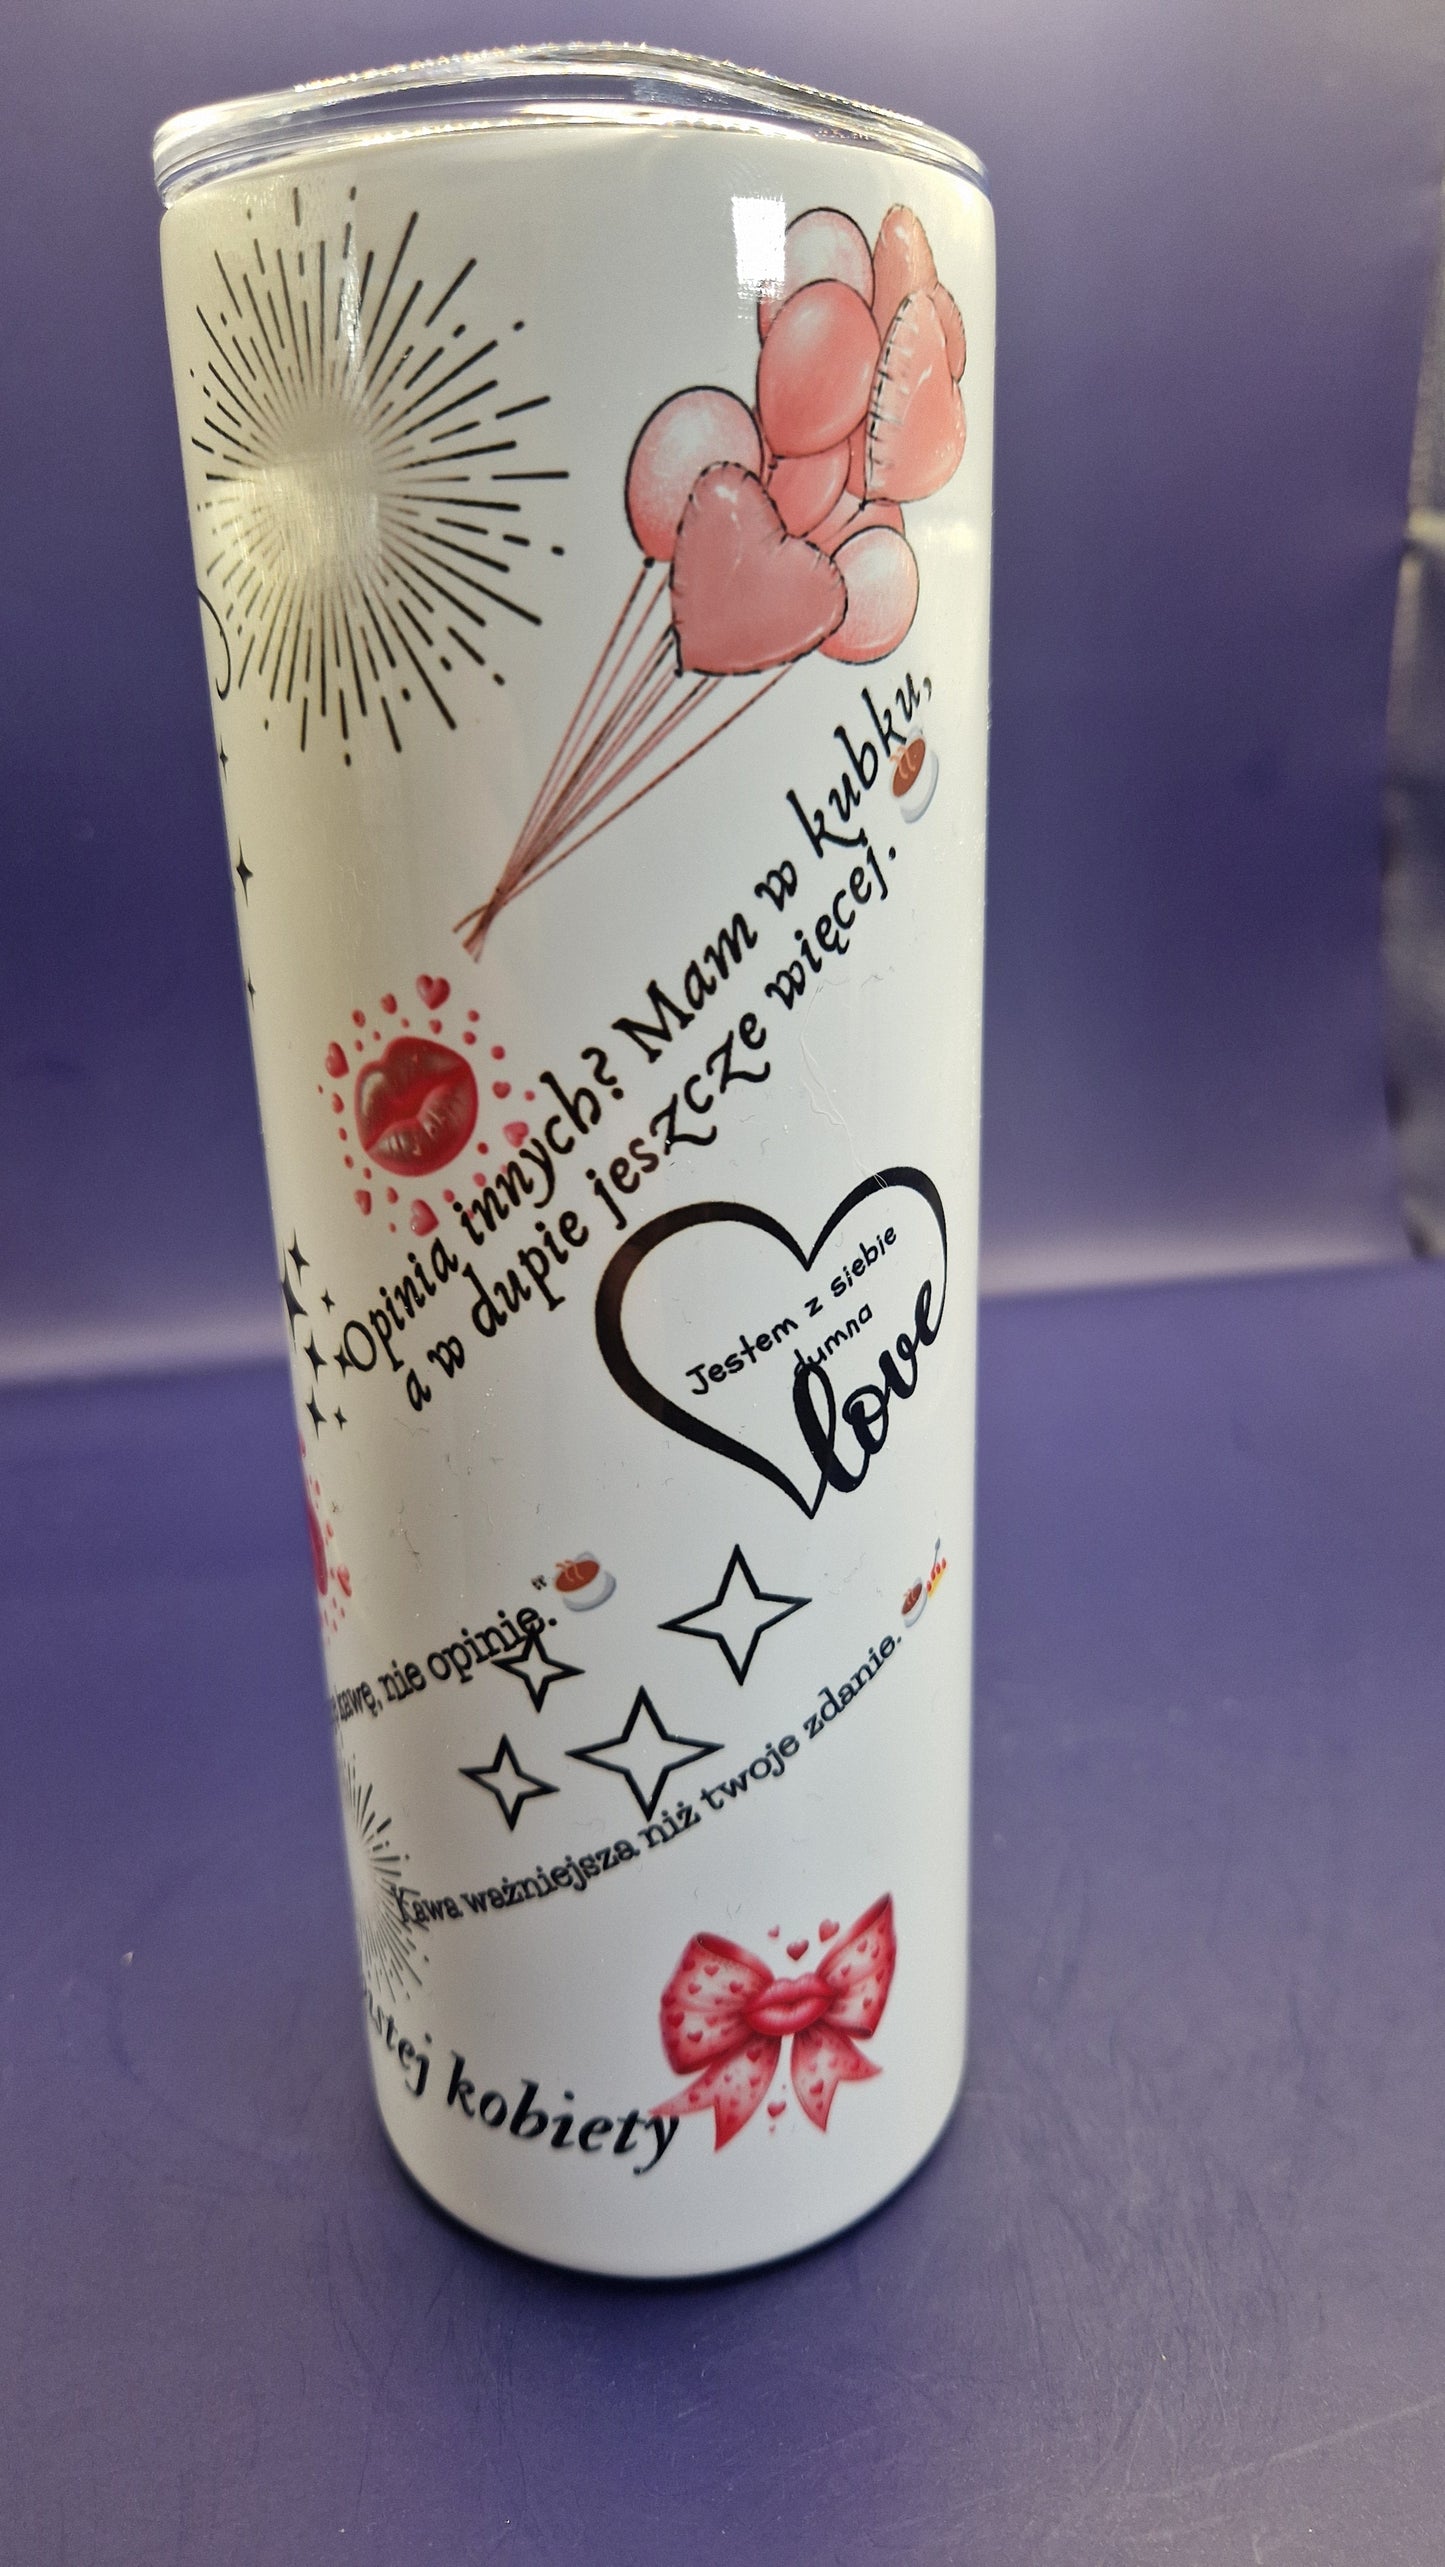 Opinia innych? Mam w kubku,
a w dupie jeszcze więcej.
Jestem z siebie
dumna
love
kawę, nie opinie."
Kawa ważniejsza niż twoje zdanie.
kobiety